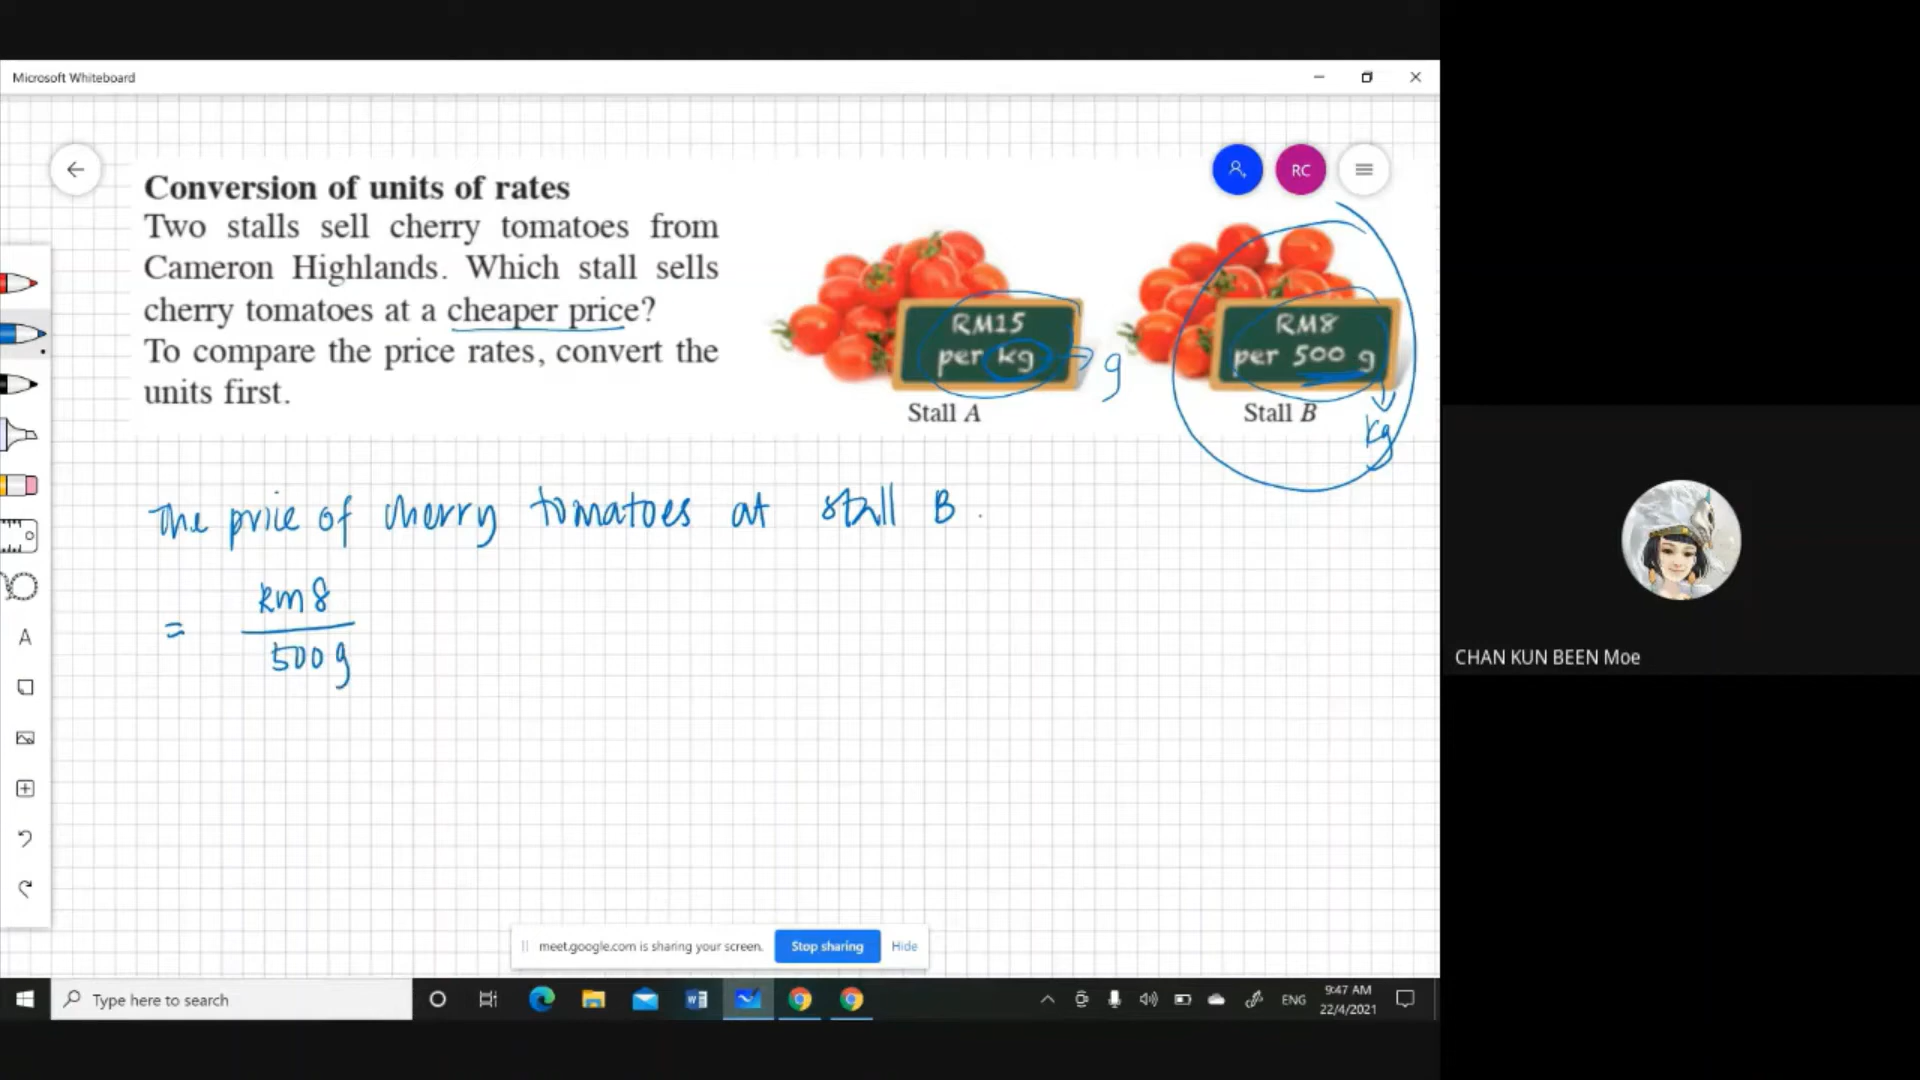 Microsoft Whiteboard
RC
Conversion of units of rates
Two stalls sell cherry tomatoes from
Cameron Highlands. Which stall sells
cherry tomatoes at a cheaper price?
To compare the price rates, convert the
units first.
RM15
per kg
g
Stall A
RM8
per 500 g
Stall B
kg
The price of cherry tomatoes at stall B.
= RM8
500g
CHAN KUN BEEN Moe
A
meet.google.com is sharing your screen. Stop sharing Hide
Type here to search
ENG
9:47 AM
22/4/2021